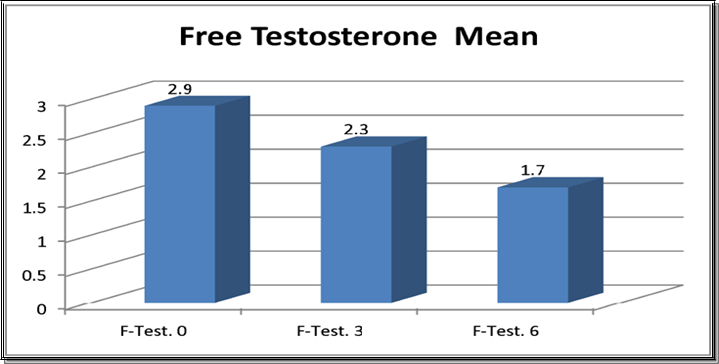 Free Testosterone  Mean
2.9
2.3
1.7
3
2.5
2
1.5
1
0.5
0
F-Test. 0
F-Test. 3
F-Test. 6